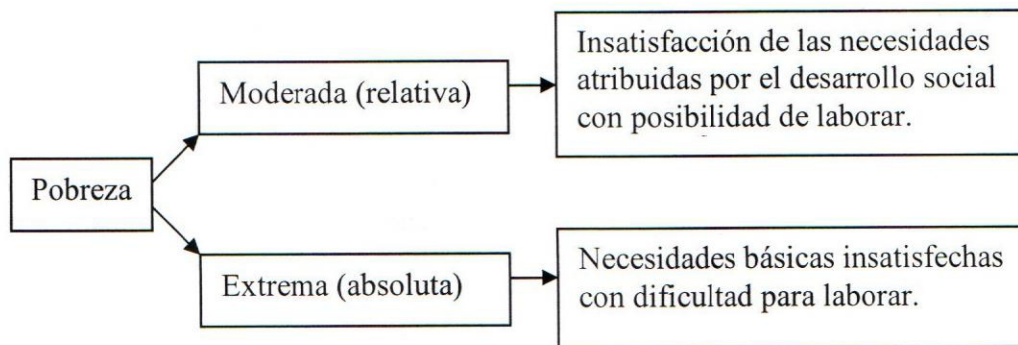 Pobreza
Moderada (relativa)
Insatisfacción de las necesidades
atribuidas por el desarrollo social
con posibilidad de laborar.
Extrema (absoluta)
Necesidades básicas insatisfechas
con dificultad para laborar.